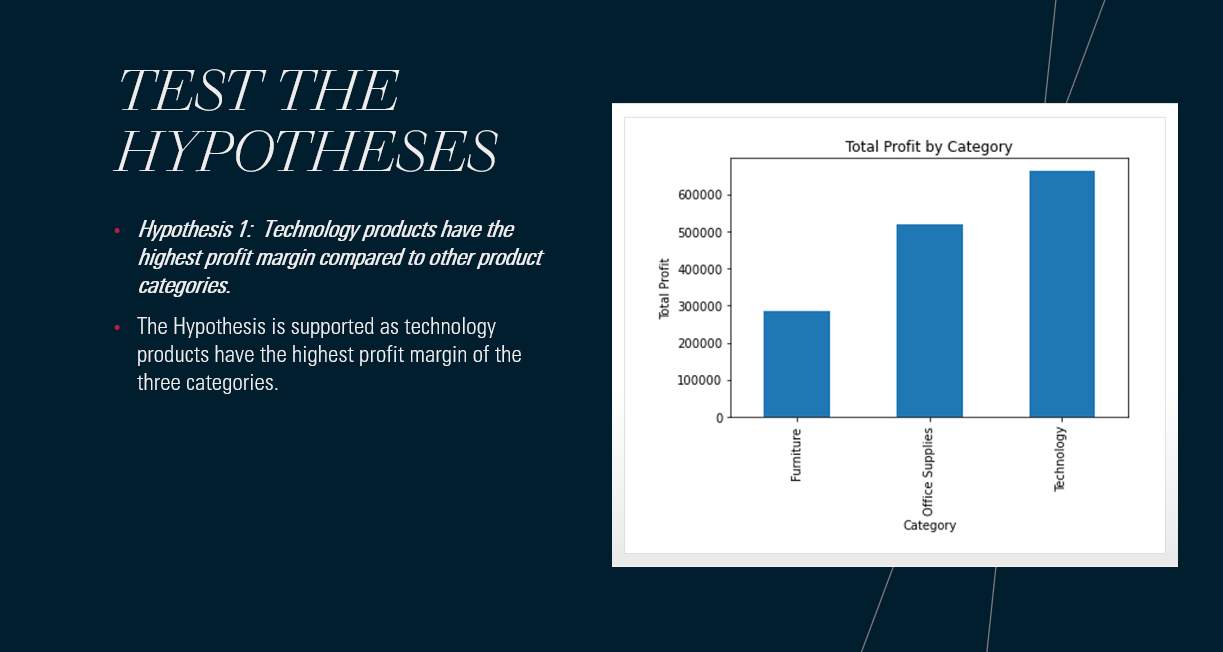 TEST THE
HYPOTHESES
• Hypothesis 1:  Technology products have the
highest profit margin compared to other product
categories.
• The Hypothesis is supported as technology
products have the highest profit margin of the
three categories.
Total Profit by Category
Total Profit
600000
500000
400000
300000
200000
100000
0
Furniture
Office Supplies
Technology
Category